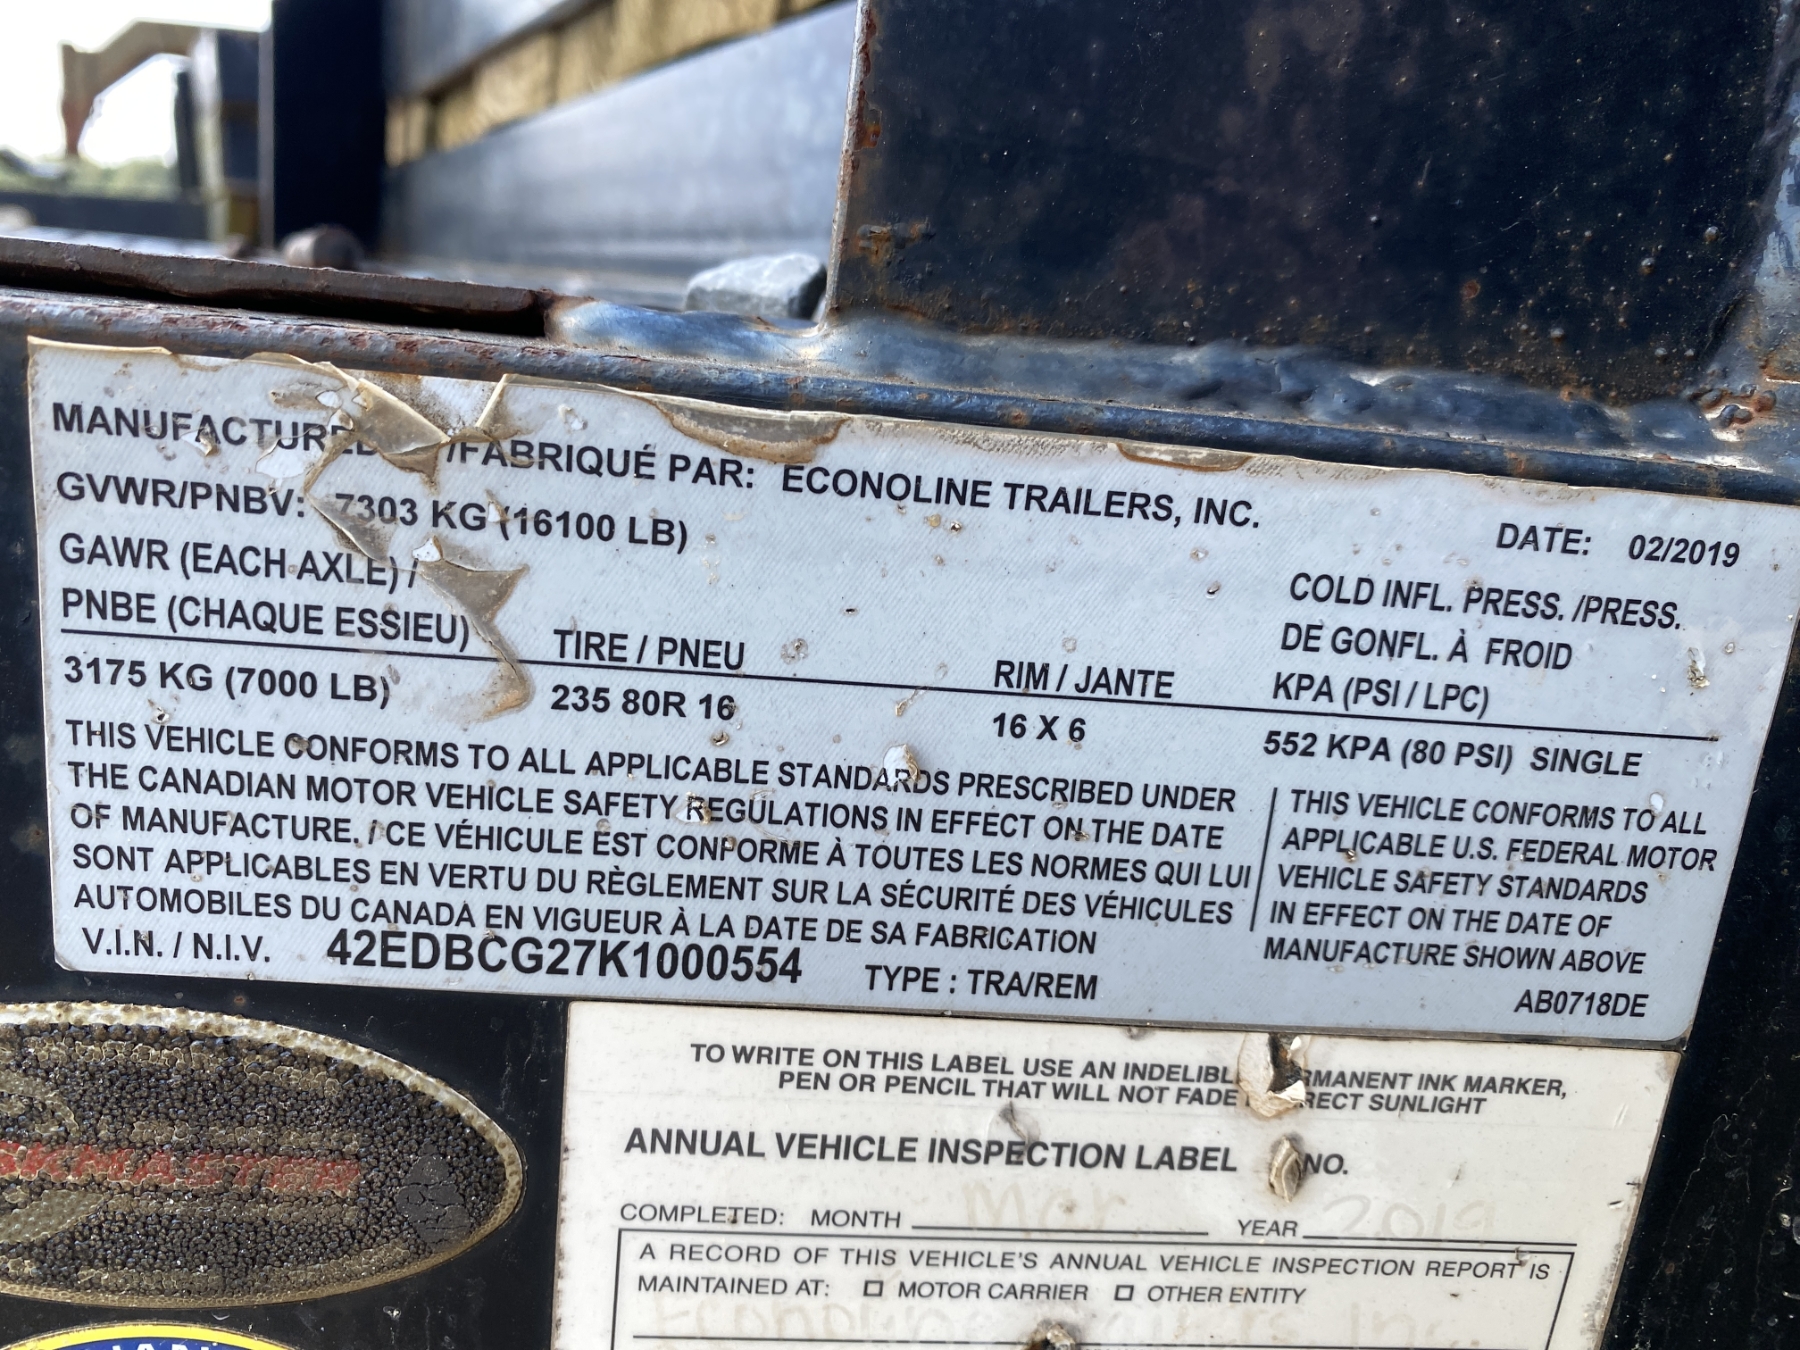 MANUFACTURED /FABRIQUÉ PAR: ECONOLINE TRAILERS, INC.
DATE: 02/2019
GVWR/PNBV: 7303 KG (16100 LB)
GAWR (EACH AXLE) /
PNBE (CHAQUE ESSIEU)
TIRE / PNEU
RIM / JANTE
COLD INFL. PRESS. /PRESS.
DE GONFL. À FROID
KPA (PSI / LPC)
3175 KG (7000 LB)
235 80R 16
16 X 6
552 KPA (80 PSI) SINGLE
THIS VEHICLE CONFORMS TO ALL APPLICABLE STANDARDS PRESCRIBED UNDER
THE CANADIAN MOTOR VEHICLE SAFETY REGULATIONS IN EFFECT ON THE DATE
OF MANUFACTURE. / CE VÉHICULE EST CONFORME À TOUTES LES NORMES QUI LUI
SONT APPLICABLES EN VERTU DU RÈGLEMENT SUR LA SÉCURITÉ DES VÉHICULES
AUTOMOBILES DU CANADA EN VIGUEUR À LA DATE DE SA FABRICATION
THIS VEHICLE CONFORMS TO ALL
APPLICABLE U.S. FEDERAL MOTOR
VEHICLE SAFETY STANDARDS
IN EFFECT ON THE DATE OF
MANUFACTURE SHOWN ABOVE
V.I.N. / N.I.V. 42EDBCG27K1000554 TYPE : TRA/REM
AB0718DE
TO WRITE ON THIS LABEL USE AN INDELIBL RMANENT INK MARKER,
PEN OR PENCIL THAT WILL NOT FADE RECT SUNLIGHT
ANNUAL VEHICLE INSPECTION LABEL NO.
COMPLETED: MONTH Mar YEAR 2019
A RECORD OF THIS VEHICLE'S ANNUAL VEHICLE INSPECTION REPORT IS
MAINTAINED AT: MOTOR CARRIER OTHER ENTITY
Econoline Trailers Inc.